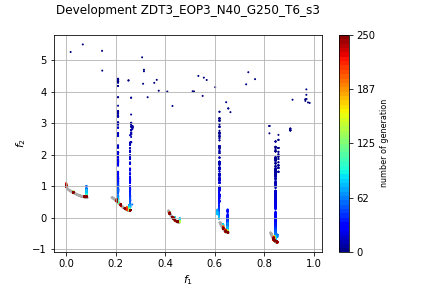 Development ZDT3_EOP3_N40_G250_T6_s3
f₂
5
4
3
2
1
0
−1
0.0 0.2 0.4 0.6 0.8 1.0
f₁
250
187
125
62
0
number of generation